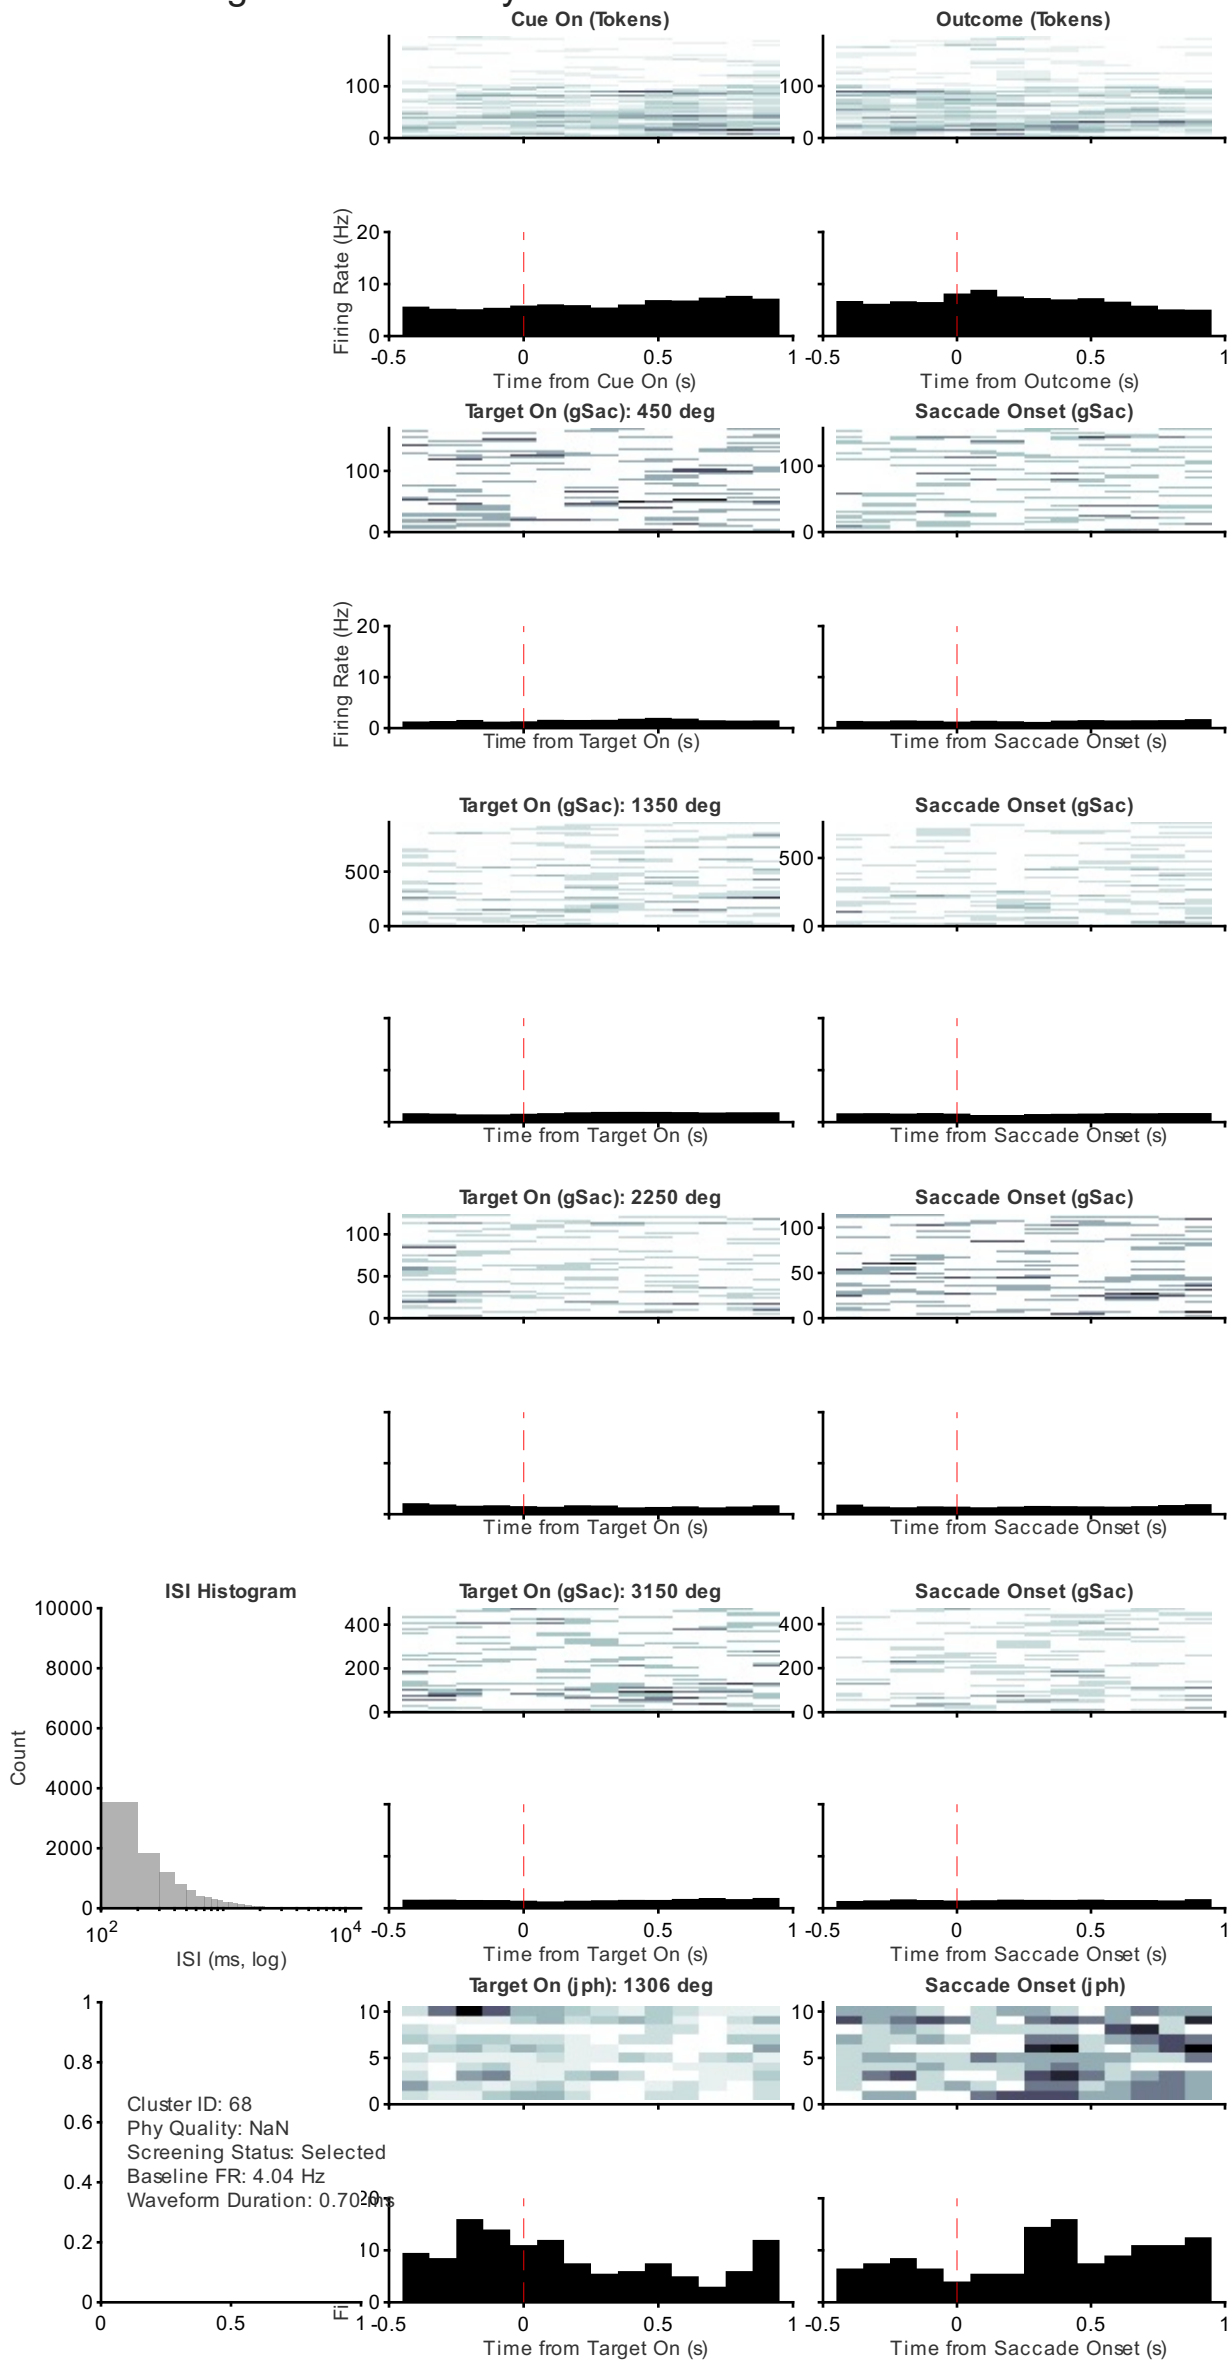 Cue On (Tokens)
Outcome (Tokens)
100
0
100
0
Firing Rate (Hz)
20
10
0
-0.5
0
0.5
1
-0.5
0
0.5
1
Time from Cue On (s)
Time from Outcome (s)
Target On (gSac): 450 deg
Saccade Onset (gSac)
100
0
100
0
Firing Rate (Hz)
20
10
0
Time from Target On (s)
Time from Saccade Onset (s)
Target On (gSac): 1350 deg
Saccade Onset (gSac)
500
0
500
0
Time from Target On (s)
Time from Saccade Onset (s)
Target On (gSac): 2250 deg
Saccade Onset (gSac)
100
50
0
100
50
0
Time from Target On (s)
Time from Saccade Onset (s)
ISI Histogram
Target On (gSac): 3150 deg
Saccade Onset (gSac)
10000
8000
6000
4000
2000
0
Count
10²
10⁴
ISI (ms, log)
400
200
0
400
200
0
-0.5
0
0.5
1
-0.5
0
0.5
1
Time from Target On (s)
Time from Saccade Onset (s)
Target On (jph): 1306 deg
Saccade Onset (jph)
1
0.8
0.6
0.4
0.2
0
0
0.5
1
Cluster ID: 68
Phy Quality: NaN
Screening Status: Selected
Baseline FR: 4.04 Hz
Waveform Duration: 0.70 ms
10
5
0
10
5
0
Fi
20
10
0
-0.5
0
0.5
1
-0.5
0
0.5
1
Time from Target On (s)
Time from Saccade Onset (s)